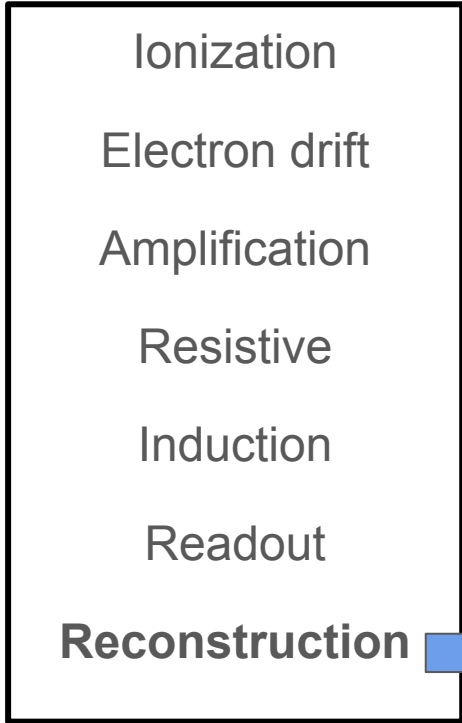 Ionization
Electron drift
Amplification
Resistive
Induction
Readout
Reconstruction